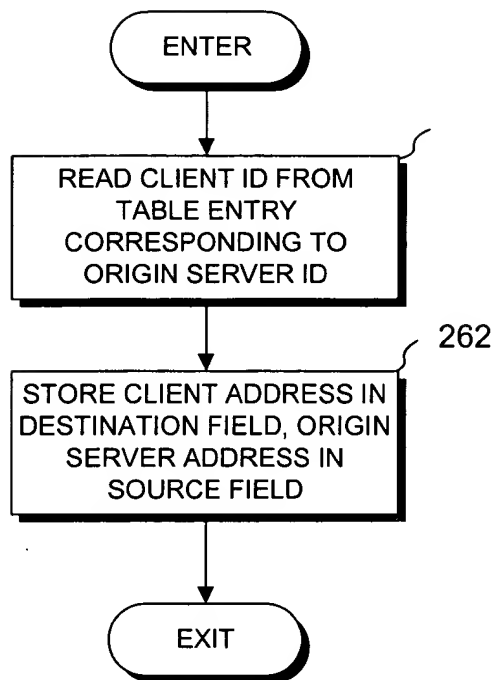 ENTER
READ CLIENT ID FROM
TABLE ENTRY
CORRESPONDING TO
ORIGIN SERVER ID
262
STORE CLIENT ADDRESS IN
DESTINATION FIELD, ORIGIN
SERVER ADDRESS IN
SOURCE FIELD
EXIT